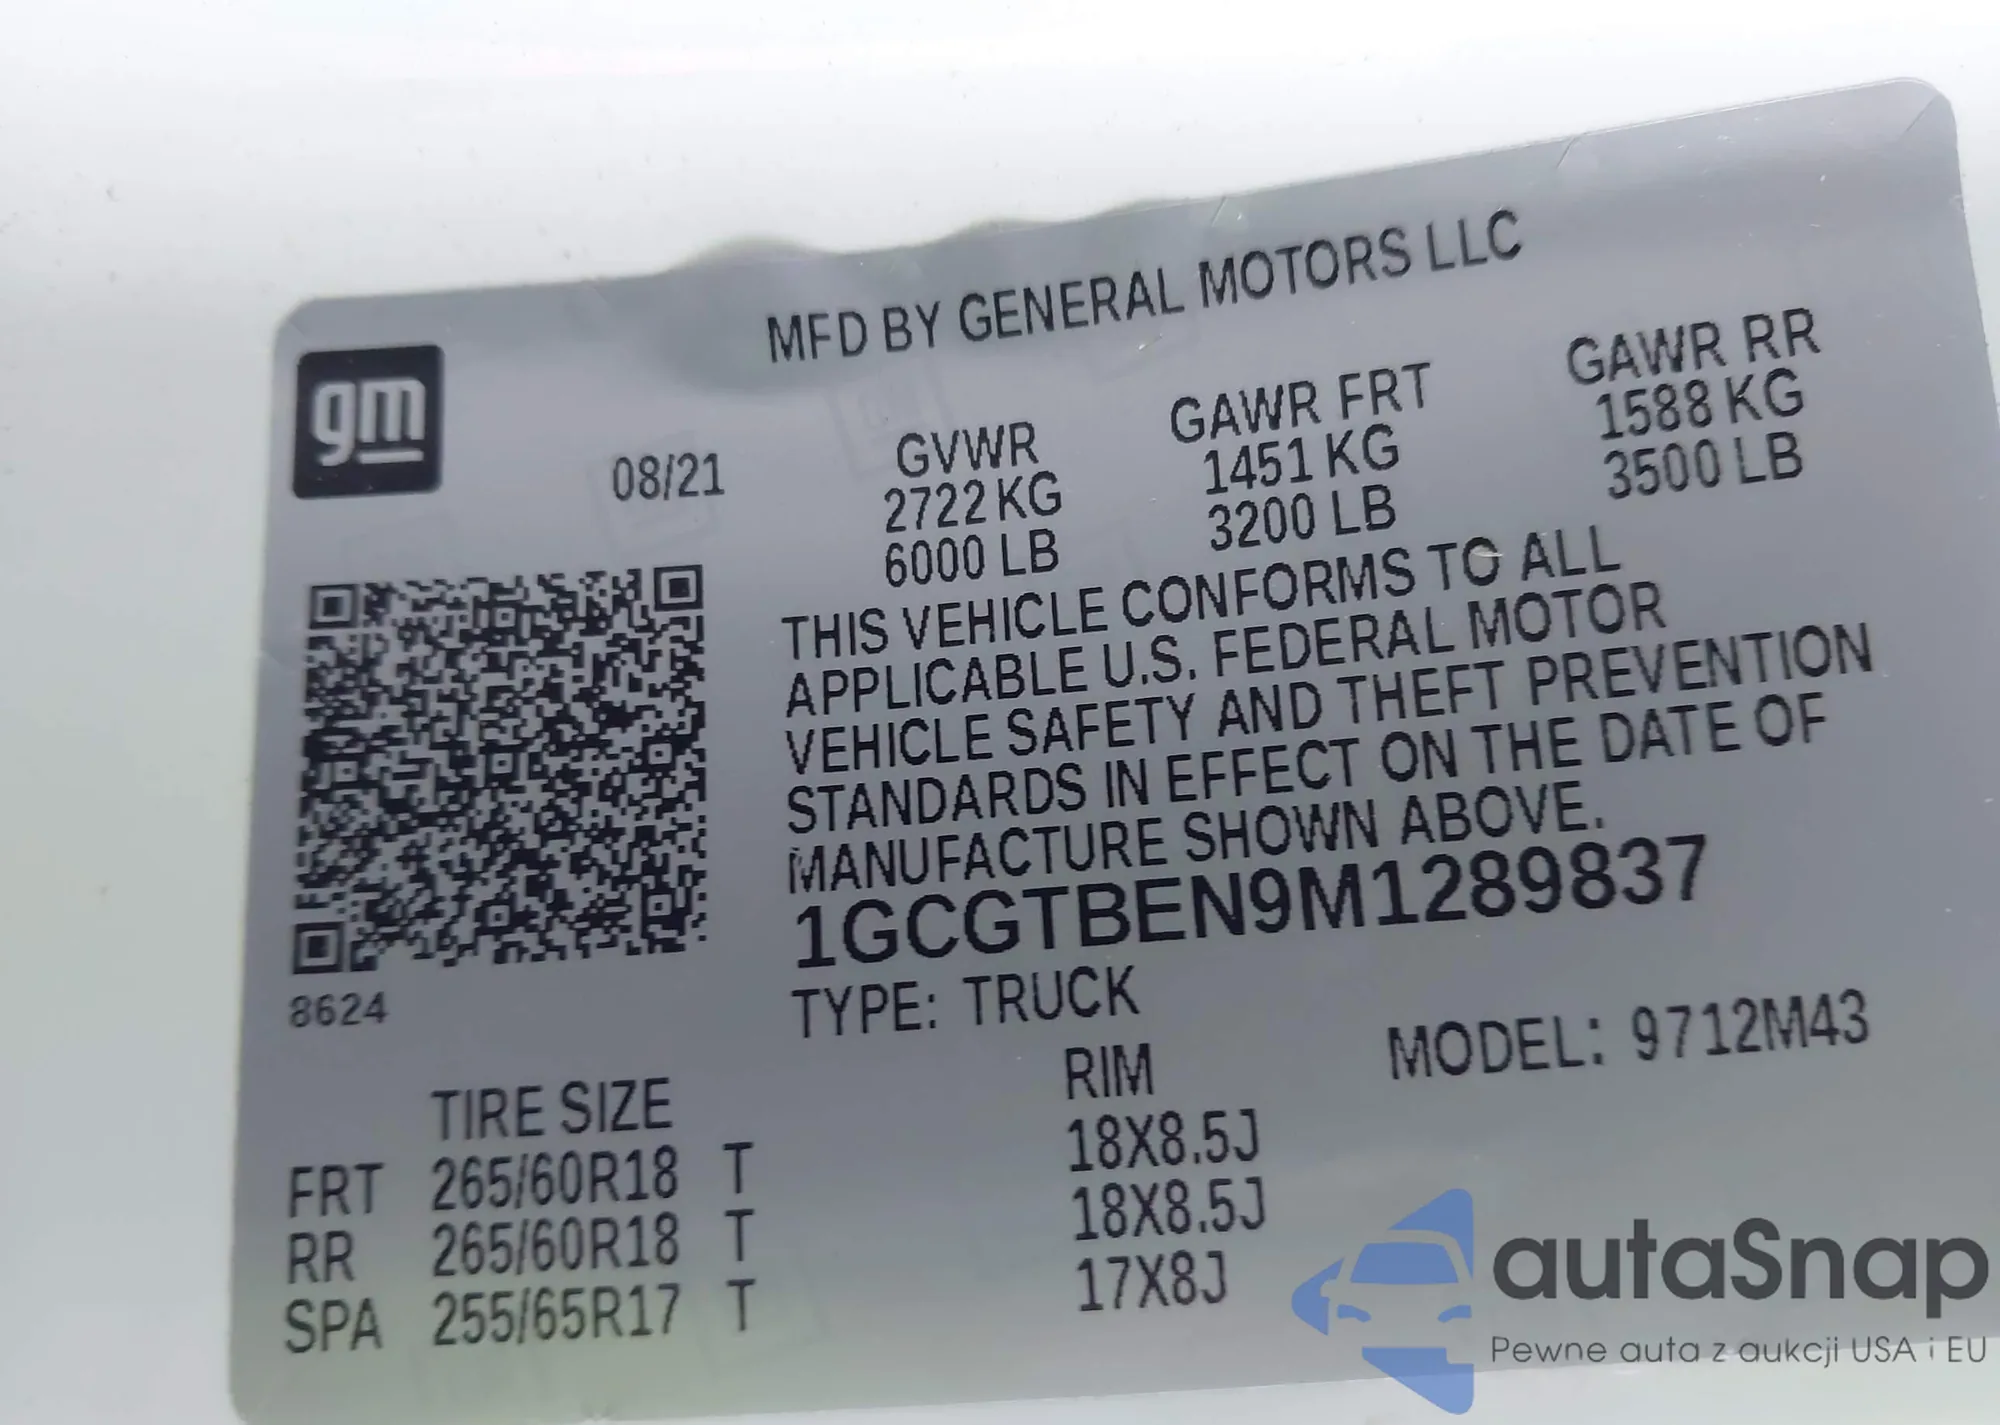 MFD BY GENERAL MOTORS LLC
gm
08/21
GVWR
2722 KG
6000 LB
GAWR FRT
1451 KG
3200 LB
GAWR RR
1588 KG
3500 LB
THIS VEHICLE CONFORMS TO ALL
APPLICABLE U.S. FEDERAL MOTOR
VEHICLE SAFETY AND THEFT PREVENTION
STANDARDS IN EFFECT ON THE DATE OF
MANUFACTURE SHOWN ABOVE.
1GCGTBEN9M1289837
8624
TYPE: TRUCK
MODEL: 9712M43
TIRE SIZE RIM
FRT 265/60R18 T 18X8.5J
RR 265/60R18 T 18X8.5J
SPA 255/65R17 T 17X8J
autaSnap
Pewne auta z aukcji USA i EU